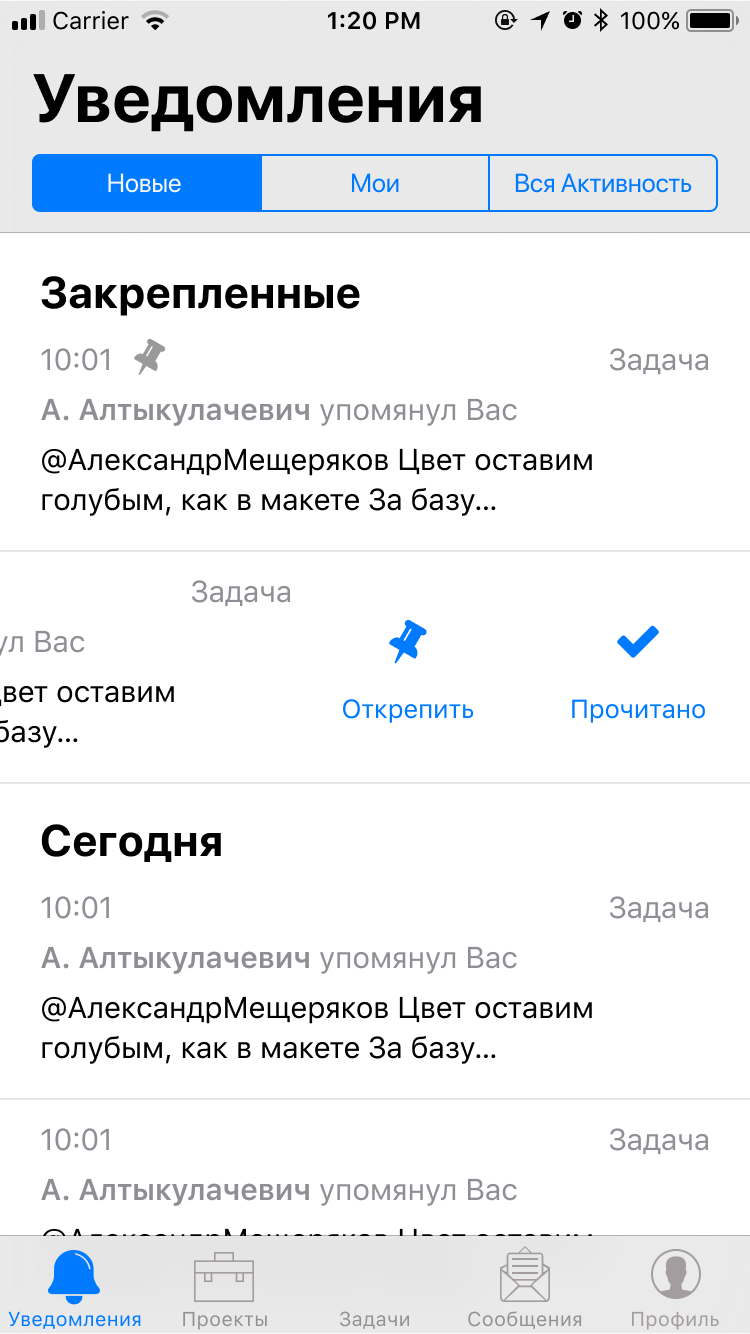 Carrier 1:20 PM 100%
Уведомления
Новые Мои Вся Активность
Закрепленные
10:01 Задача
А. Алтыкулачевич упомянул Вас
@АлександрМещеряков Цвет оставим
голубым, как в макете За базу...
Задача
ул Вас
цвет оставим
базу...
Открепить Прочитано
Сегодня
10:01 Задача
А. Алтыкулачевич упомянул Вас
@АлександрМещеряков Цвет оставим
голубым, как в макете За базу...
10:01 Задача
А. Алтыкулачевич упомянул Вас
@АлександрМещеряков Цвет оставим
Уведомления Проекты Задачи Сообщения Профиль